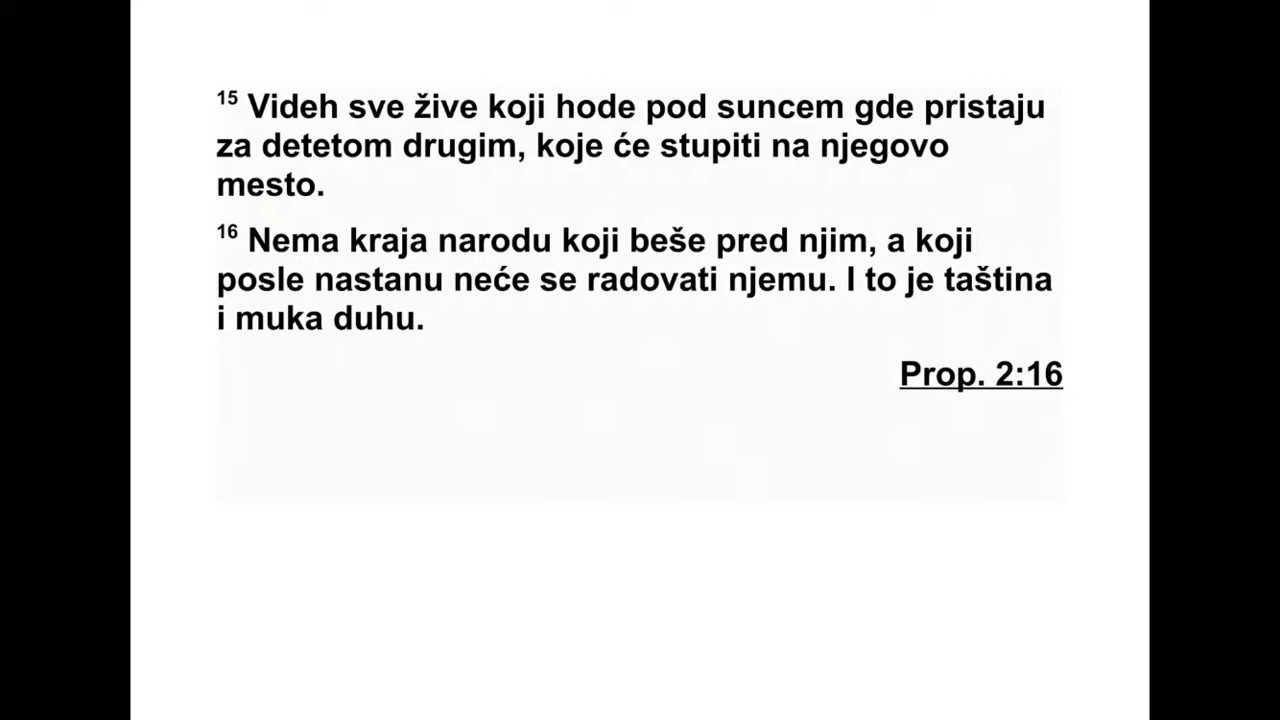 15 Videh sve žive koji hode pod suncem gde pristaju
za detetom drugim, koje će stupiti na njegovo
mesto.
16 Nema kraja narodu koji beše pred njim, a koji
posle nastanu neće se radovati njemu. I to je taština
i muka duhu.
Prop. 2:16